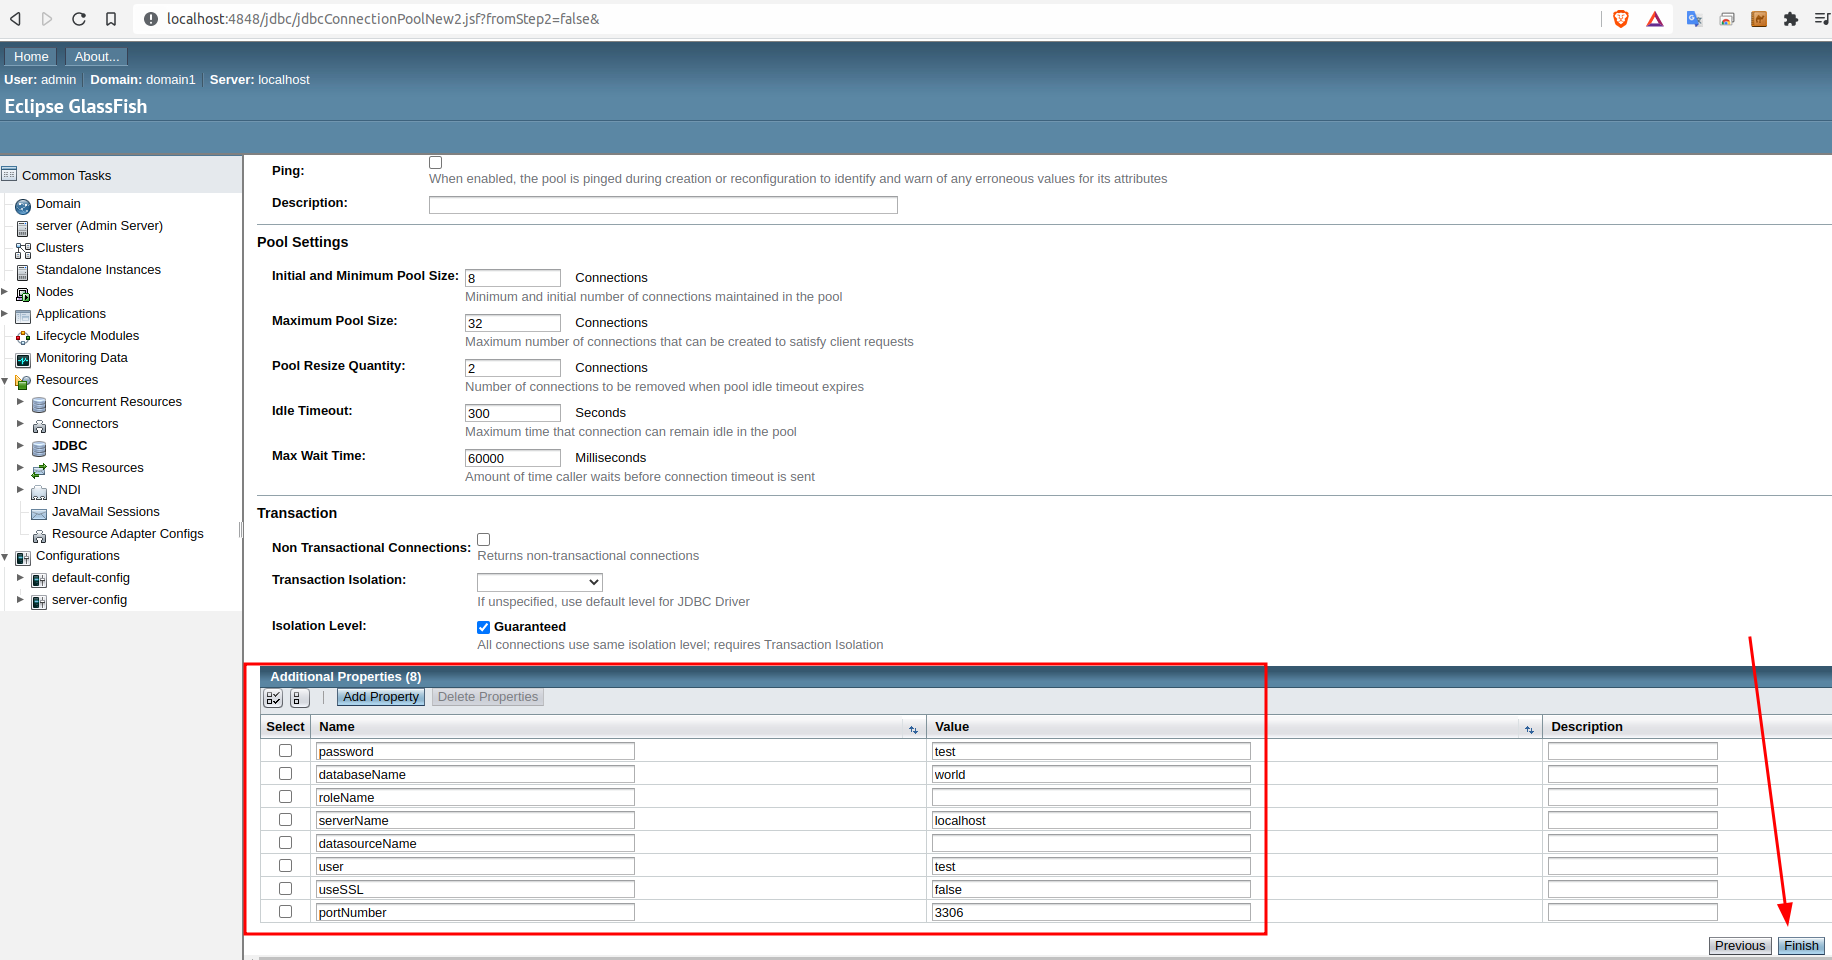 localhost:4848/jdbc/jdbcConnectionPoolNew2.jsf?fromStep2=false&
Home About...
User: admin Domain: domain1 Server: localhost
Eclipse GlassFish
Common Tasks
Domain
server (Admin Server)
Clusters
Standalone Instances
Nodes
Applications
Lifecycle Modules
Monitoring Data
Resources
Concurrent Resources
Connectors
JDBC
JMS Resources
JNDI
JavaMail Sessions
Resource Adapter Configs
Configurations
default-config
server-config
Ping:
When enabled, the pool is pinged during creation or reconfiguration to identify and warn of any erroneous values for its attributes
Description:
Pool Settings
Initial and Minimum Pool Size: 8 Connections
Minimum and initial number of connections maintained in the pool
Maximum Pool Size: 32 Connections
Maximum number of connections that can be created to satisfy client requests
Pool Resize Quantity: 2 Connections
Number of connections to be removed when pool idle timeout expires
Idle Timeout: 300 Seconds
Maximum time that connection can remain idle in the pool
Max Wait Time: 60000 Milliseconds
Amount of time caller waits before connection timeout is sent
Transaction
Non Transactional Connections:
Returns non-transactional connections
Transaction Isolation:
If unspecified, use default level for JDBC Driver
Isolation Level: Guaranteed
All connections use same isolation level; requires Transaction Isolation
Additional Properties (8)
Add Property Delete Properties
Select Name Value Description
password test
databaseName world
roleName
serverName localhost
datasourceName
user test
useSSL false
portNumber 3306
Previous Finish